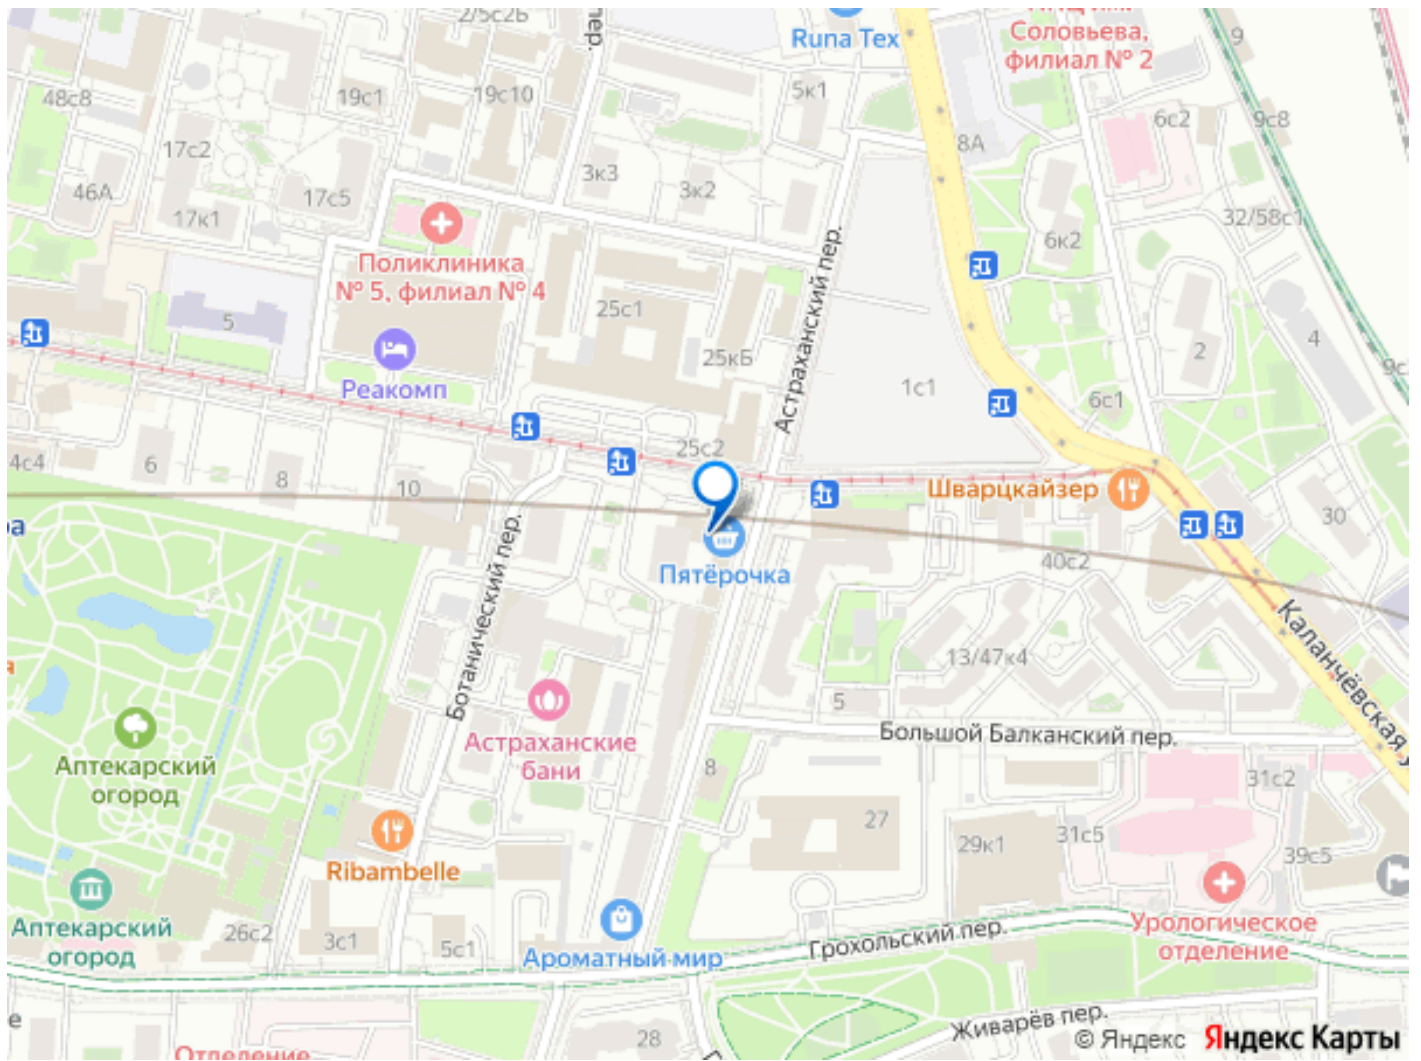 2/5с2Б
пер.
Runa Tex
Соловьева,
филиал № 2
9
48с8
19с1
19с10
5к1
6с2
9с8
8А
17с2
46А
17с5
17к1
3к3
3к2
32/58с1
6к2
Поликлиника
№ 5, филиал № 4
Астраханский пер.
25с1
5
25кБ
2
4
Реакомп
1с1
6с1
9с
25с2
4с4
6
8
10
Шварцкайзер
30
ра
Ботанический пер.
Пятёрочка
40с2
Каланчёвская у
13/47к4
5
Астраханские
бани
Большой Балканский пер.
Аптекарский
огород
8
31с2
27
31с5
29к1
39с5
Ribambelle
Аптекарский
огород
26с2
3с1
5с1
Ароматный мир
Грохольский пер.
Урологическое
отделение
28
Живарёв пер.
© Яндекс
Яндекс Карты
Отделение